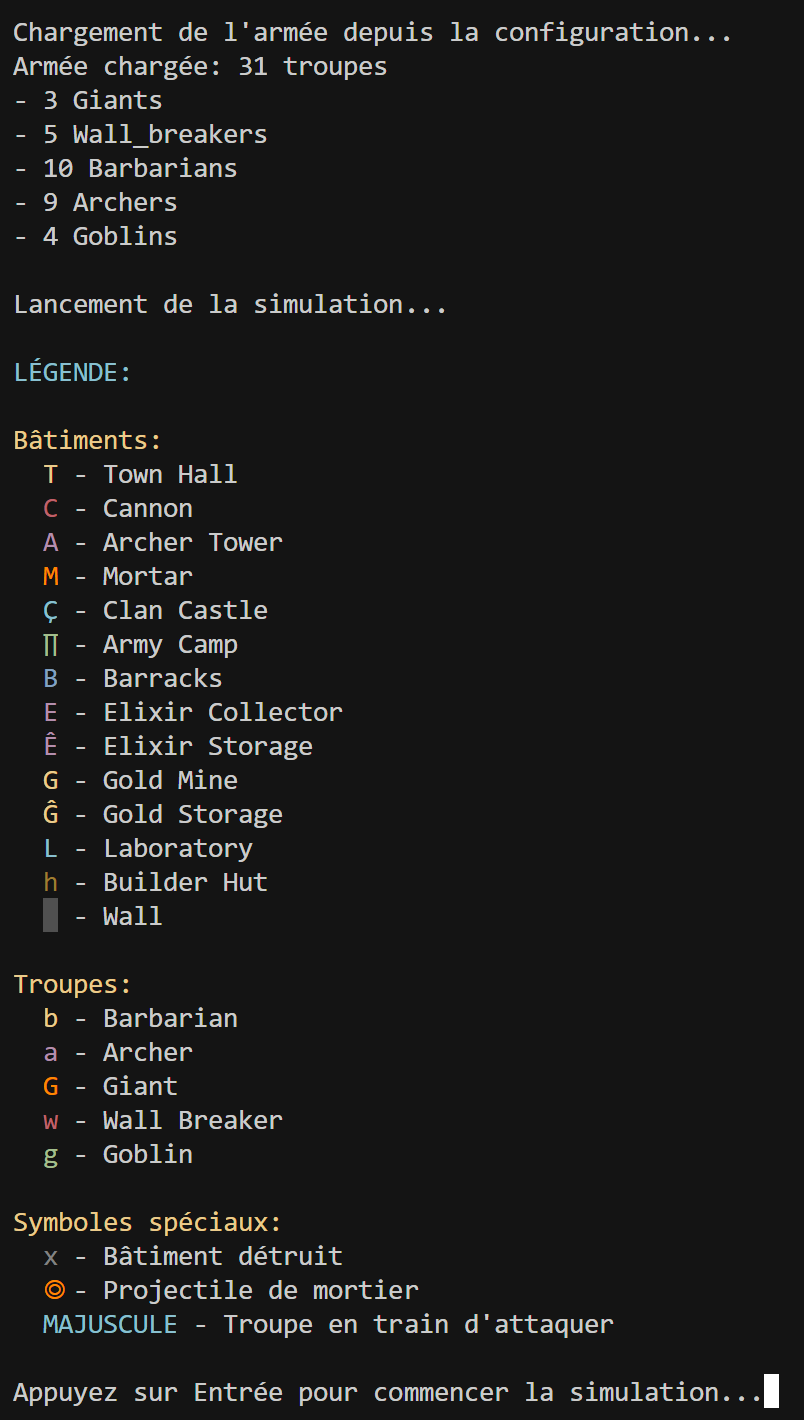 Chargement de l'armée depuis la configuration...
Armée chargée: 31 troupes
- 3 Giants
- 5 Wall_breakers
- 10 Barbarians
- 9 Archers
- 4 Goblins
Lancement de la simulation...
LÉGENDE:
Bâtiments:
T - Town Hall
C - Cannon
A - Archer Tower
M - Mortar
Ç - Clan Castle
∏ - Army Camp
B - Barracks
E - Elixir Collector
Ê - Elixir Storage
G - Gold Mine
Ĝ - Gold Storage
L - Laboratory
h - Builder Hut
█ - Wall
Troupes:
b - Barbarian
a - Archer
G - Giant
w - Wall Breaker
g - Goblin
Symboles spéciaux:
x - Bâtiment détruit
◎ - Projectile de mortier
MAJUSCULE - Troupe en train d'attaquer
Appuyez sur Entrée pour commencer la simulation...